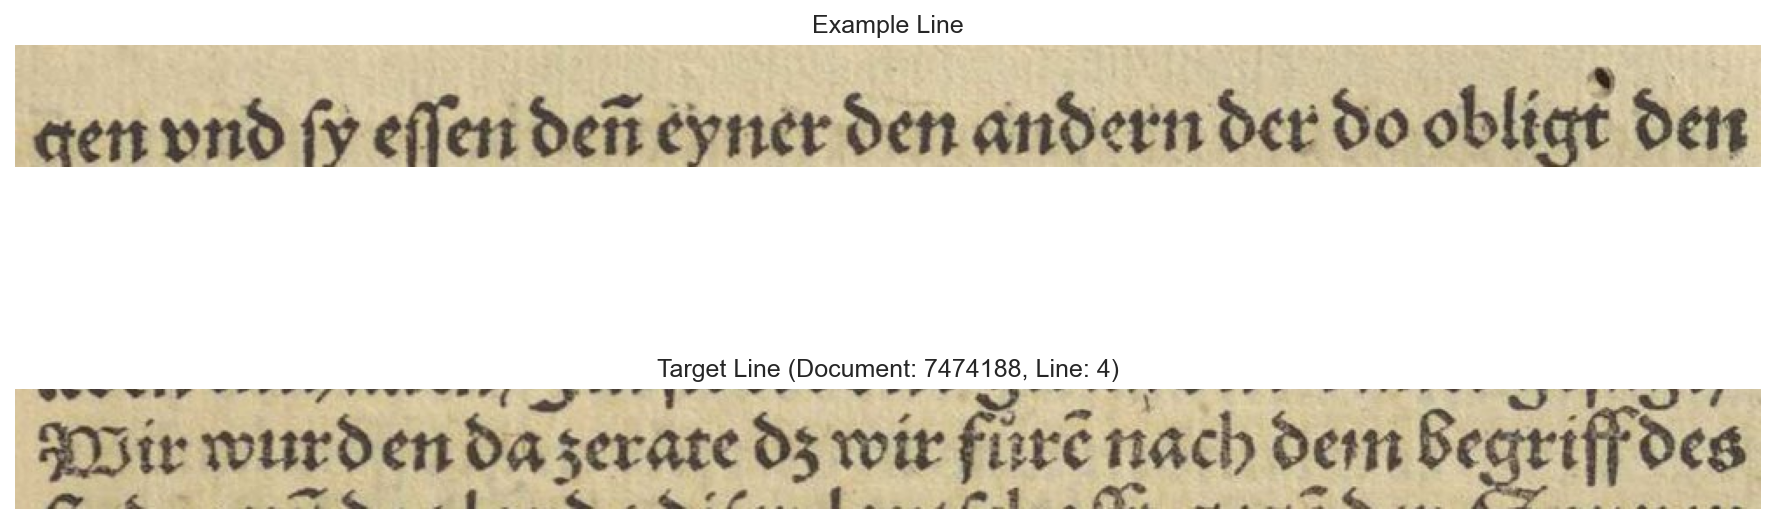 Example Line
gen vnd ſy eſſen deñ eyner den andern der do obligt den
Target Line (Document: 7474188, Line: 4)
Wir wurden da zerate dz wir fůrē nach dem begriff des